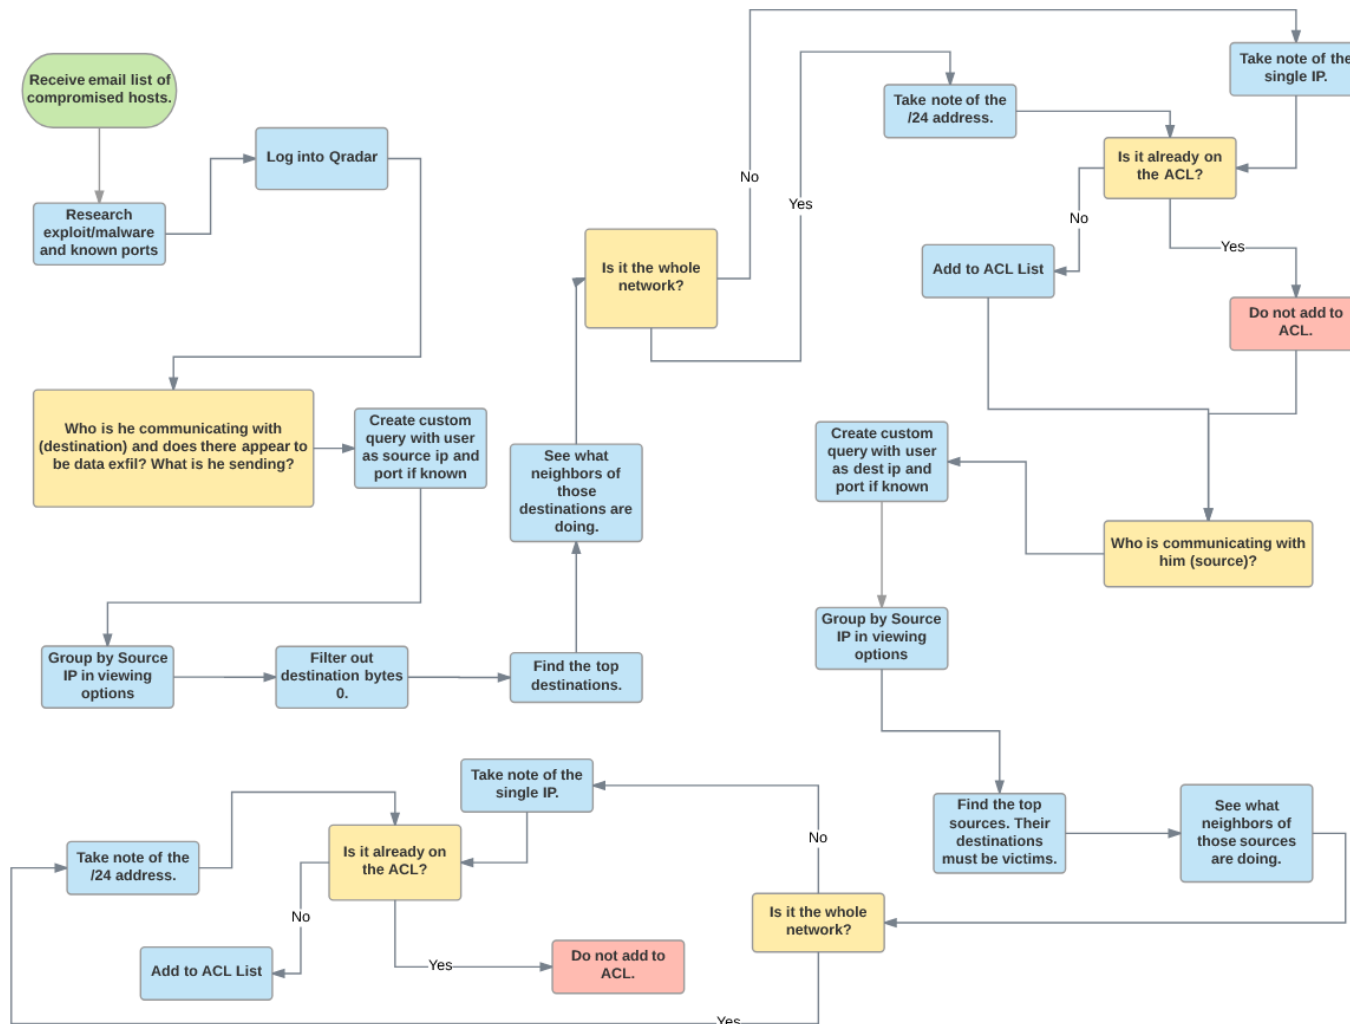 Receive email list of
compromised hosts.
Research
exploit/malware
and known ports
Log into Qradar
Who is he communicating with
(destination) and does there appear to
be data exfil? What is he sending?
Create custom
query with user
as source ip and
port if known
Group by Source
IP in viewing
options
Filter out
destination bytes
0.
Find the top
destinations.
See what
neighbors of
those
destinations are
doing.
Is it the whole
network?
No
Yes
Take note of the
/24 address.
Take note of the
single IP.
Is it already on
the ACL?
No
Yes
Add to ACL List
Do not add to
ACL.
Who is communicating with
him (source)?
Create custom
query with user
as dest ip and
port if known
Group by Source
IP in viewing
options
Find the top
sources. Their
destinations
must be victims.
See what
neighbors of
those sources
are doing.
Is it the whole
network?
No
Yes
Take note of the
single IP.
Take note of the
/24 address.
Is it already on
the ACL?
No
Yes
Add to ACL List
Do not add to
ACL.